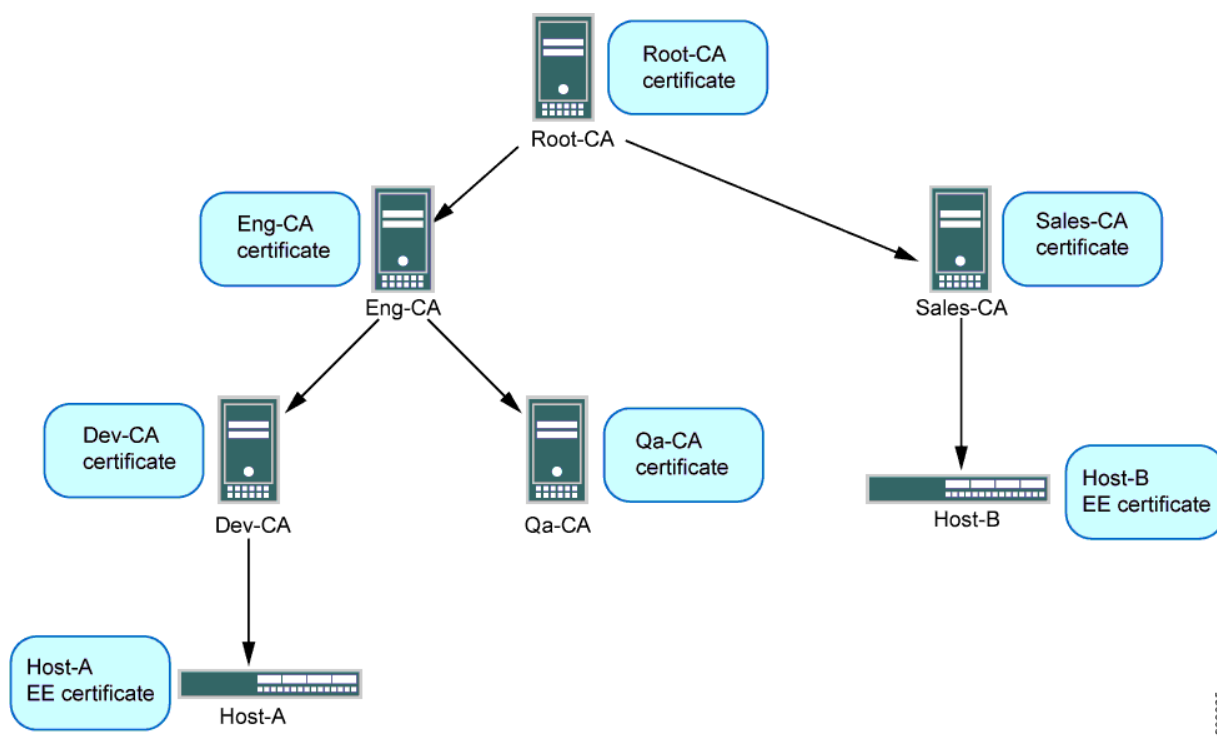 Root-CA
certificate
Root-CA
Eng-CA
certificate
Eng-CA
Sales-CA
certificate
Sales-CA
Dev-CA
certificate
Dev-CA
Qa-CA
certificate
Qa-CA
Host-B
Host-B
EE certificate
Host-A
EE certificate
Host-A